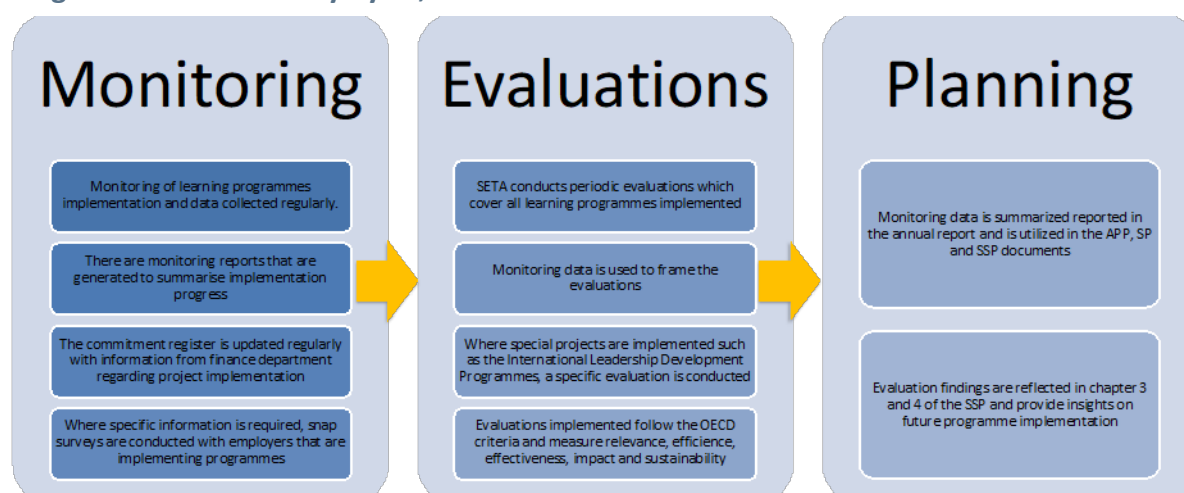 Monitoring
Monitoring of learning programmes
implementation and data collected regularly.
There are monitoring reports that are
generated to summarise implementation
progress
The commitment register is updated regularly
with information from finance department
regarding project implementation
Where specific information is required, snap
surveys are conducted with employers that are
implementing programmes
Evaluations
SETA conducts periodic evaluations which
cover all learning programmes implemented
Monitoring data is used to frame the
evaluations
Where special projects are implemented such
as the International Leadership Development
Programmes, a specific evaluation is conducted
Evaluations implemented follow the OECD
criteria and measure relevance, efficience,
effectiveness, impact and sustainability
Planning
Monitoring data is summarized reported in
the annual report and is utilized in the APP, SP
and SSP documents
Evaluation findings are reflected in chapter 3
and 4 of the SSP and provide insights on
future programme implementation